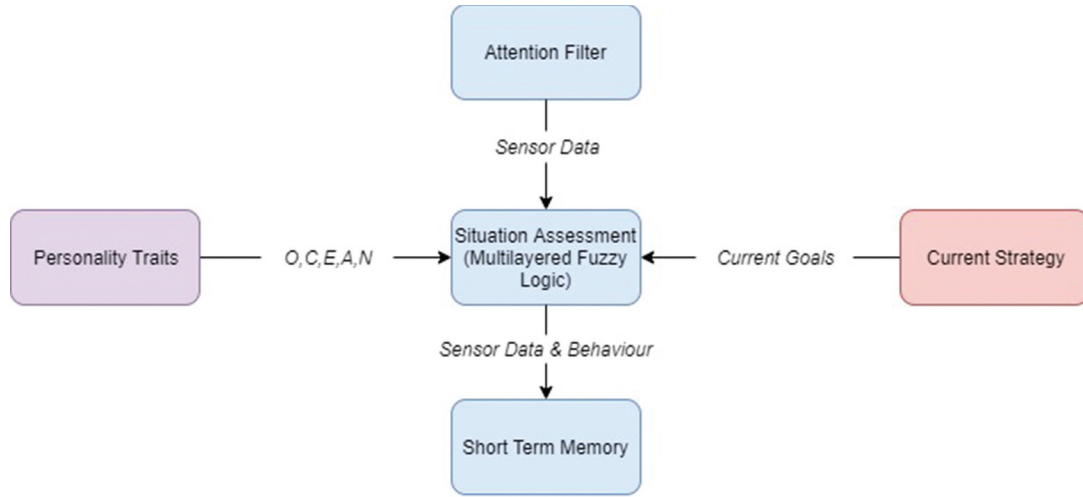 Attention Filter
Sensor Data
Personality Traits
O,C,E,A,N
Situation Assessment
(Multilayered Fuzzy
Logic)
Current Goals
Current Strategy
Sensor Data & Behaviour
Short Term Memory